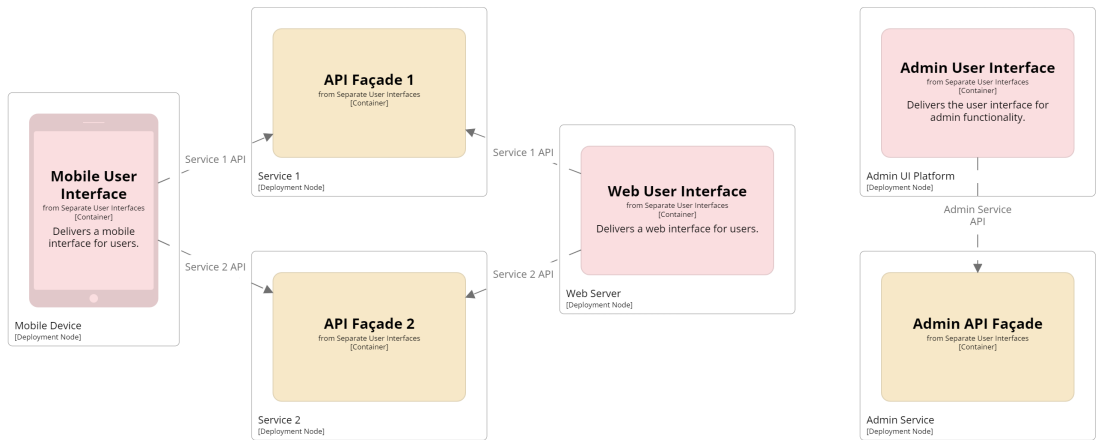 Mobile User
Interface
from Separate User Interfaces
[Container]
Delivers a mobile
interface for users.
Mobile Device
[Deployment Node]
Service 1 API
Service 2 API
API Façade 1
from Separate User Interfaces
[Container]
Service 1
[Deployment Node]
API Façade 2
from Separate User Interfaces
[Container]
Service 2
[Deployment Node]
Service 1 API
Service 2 API
Web User Interface
from Separate User Interfaces
[Container]
Delivers a web interface for users.
Web Server
[Deployment Node]
Admin User Interface
from Separate User Interfaces
[Container]
Delivers the user interface for
admin functionality.
Admin UI Platform
[Deployment Node]
Admin Service
API
Admin API Façade
from Separate User Interfaces
[Container]
Admin Service
[Deployment Node]